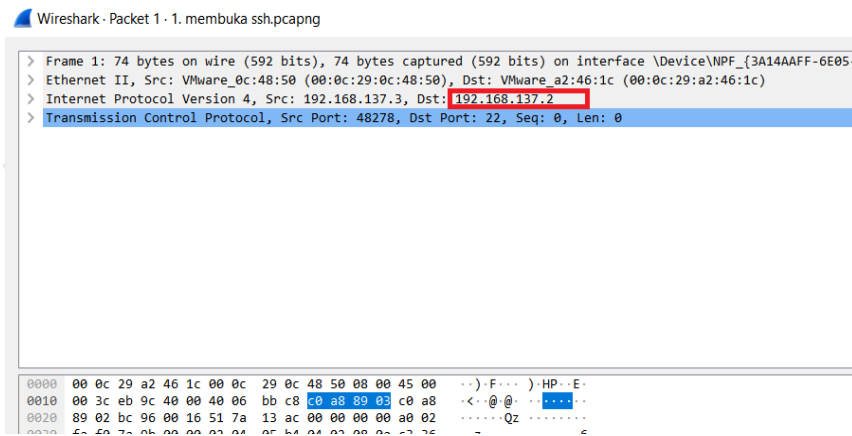 Wireshark · Packet 1 · 1. membuka ssh.pcapng
> Frame 1: 74 bytes on wire (592 bits), 74 bytes captured (592 bits) on interface \Device\NPF_{3A14AAFF-6E05-
> Ethernet II, Src: VMware_0c:48:50 (00:0c:29:0c:48:50), Dst: VMware_a2:46:1c (00:0c:29:a2:46:1c)
> Internet Protocol Version 4, Src: 192.168.137.3, Dst: 192.168.137.2
> Transmission Control Protocol, Src Port: 48278, Dst Port: 22, Seq: 0, Len: 0
0000 00 0c 29 a2 46 1c 00 0c 29 0c 48 50 08 00 45 00 ··)·F··· )·HP··E·
0010 00 3c eb 9c 40 00 40 06 bb c8 c0 a8 89 03 c0 a8 ·<··@·@· ········
0020 89 02 bc 96 00 16 51 7a 13 ac 00 00 00 00 a0 02 ······Qz ········